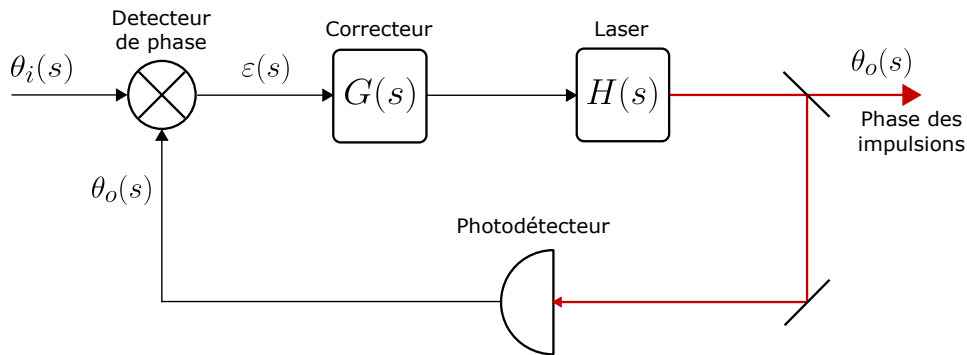 Detecteur
de phase
Correcteur
Laser
θ_i(s)
ε(s)
G(s)
H(s)
θ_o(s)
Phase des
impulsions
θ_o(s)
Photodétecteur